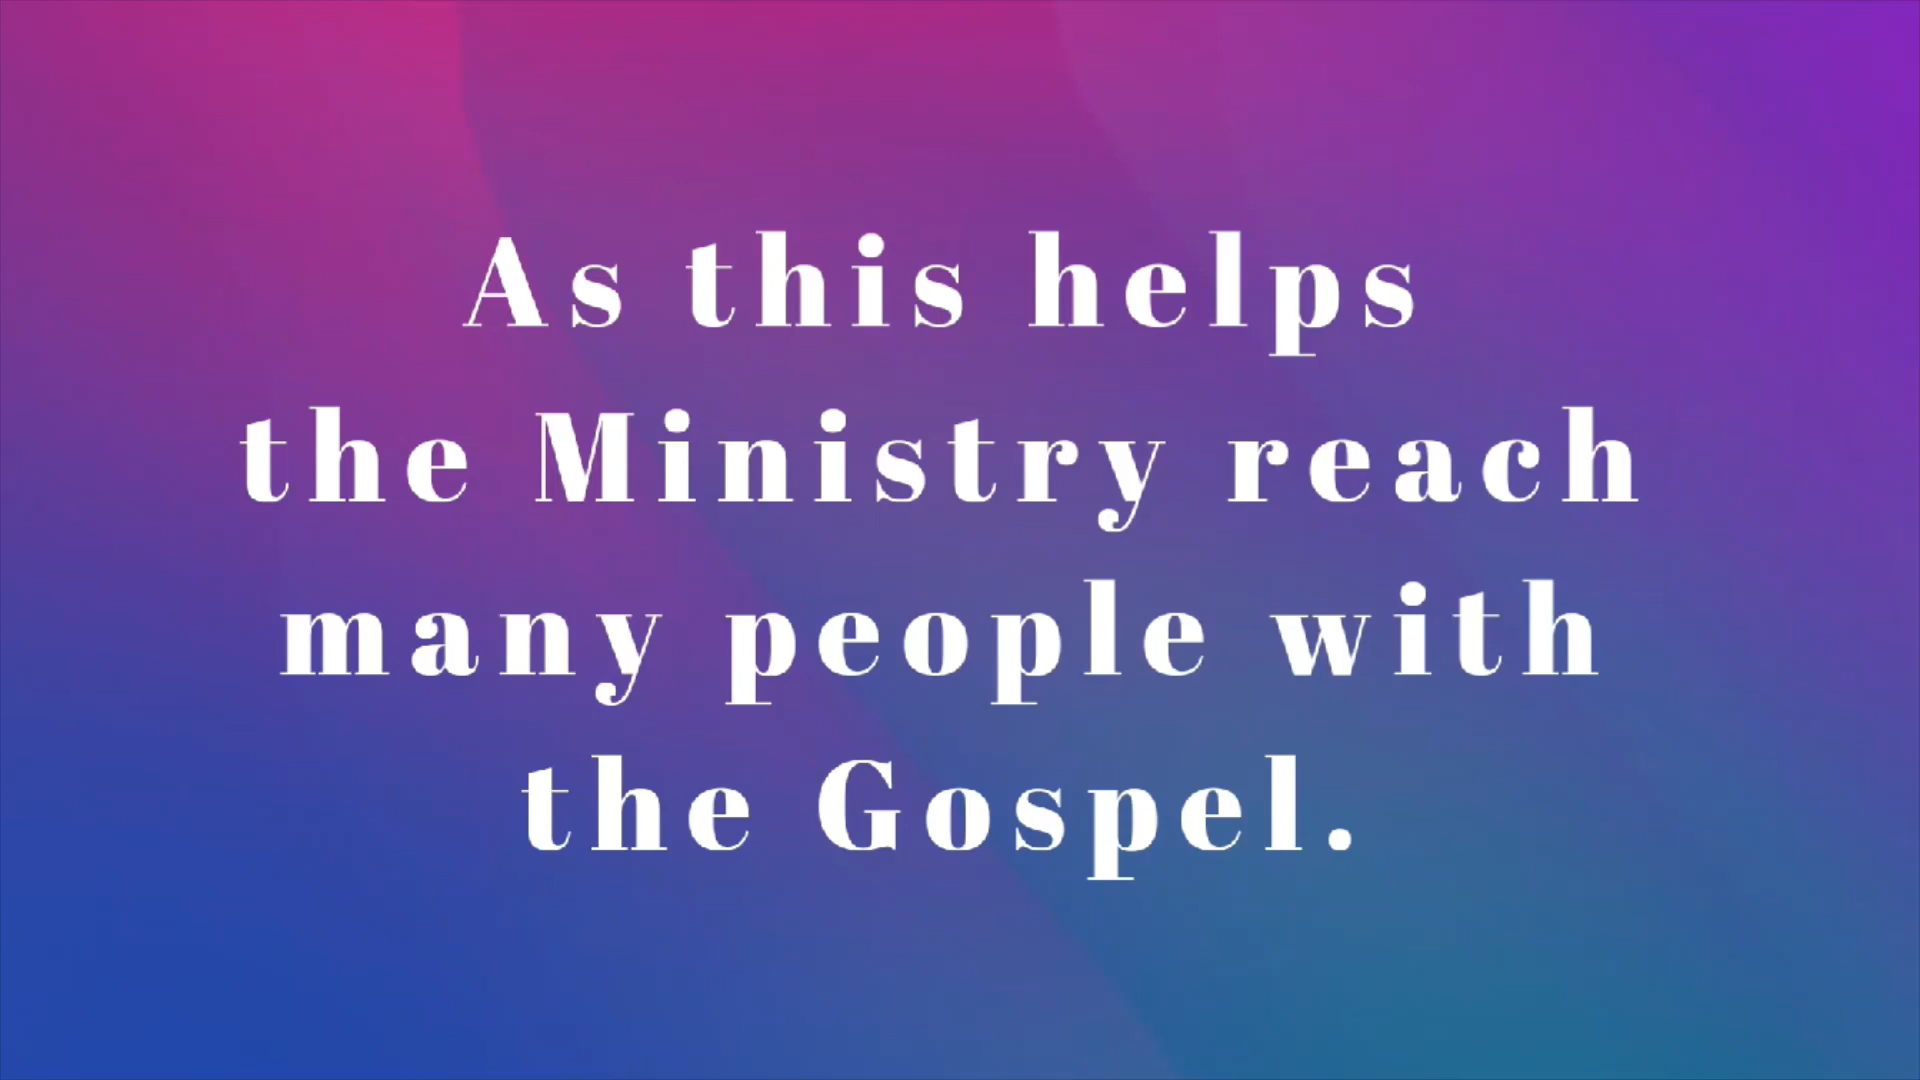 As this helps
the Ministry reach
many people with
the Gospel.